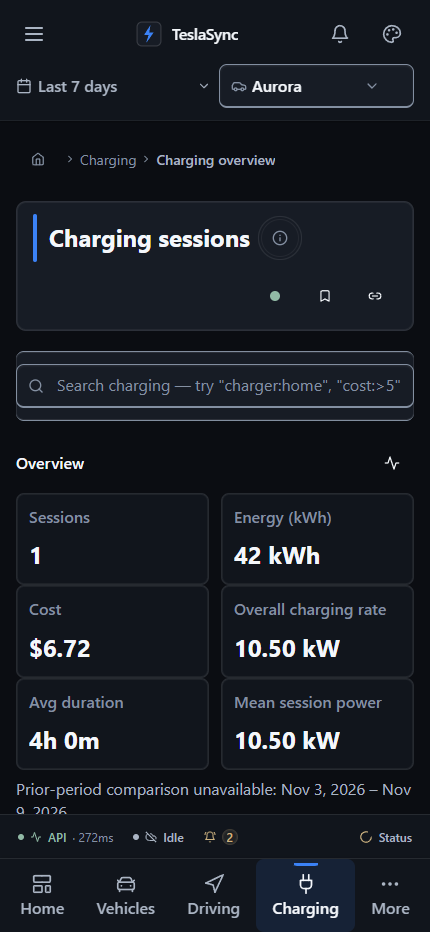 TeslaSync
Last 7 days
Aurora
Charging
Charging overview
Charging sessions
Search charging — try "charger:home", "cost:>5"
Overview
Sessions
1
Energy (kWh)
42 kWh
Cost
$6.72
Overall charging rate
10.50 kW
Avg duration
4h 0m
Mean session power
10.50 kW
Prior-period comparison unavailable: Nov 3, 2026 – Nov
9, 2026
API · 272ms
Idle
2
Status
Home
Vehicles
Driving
Charging
More